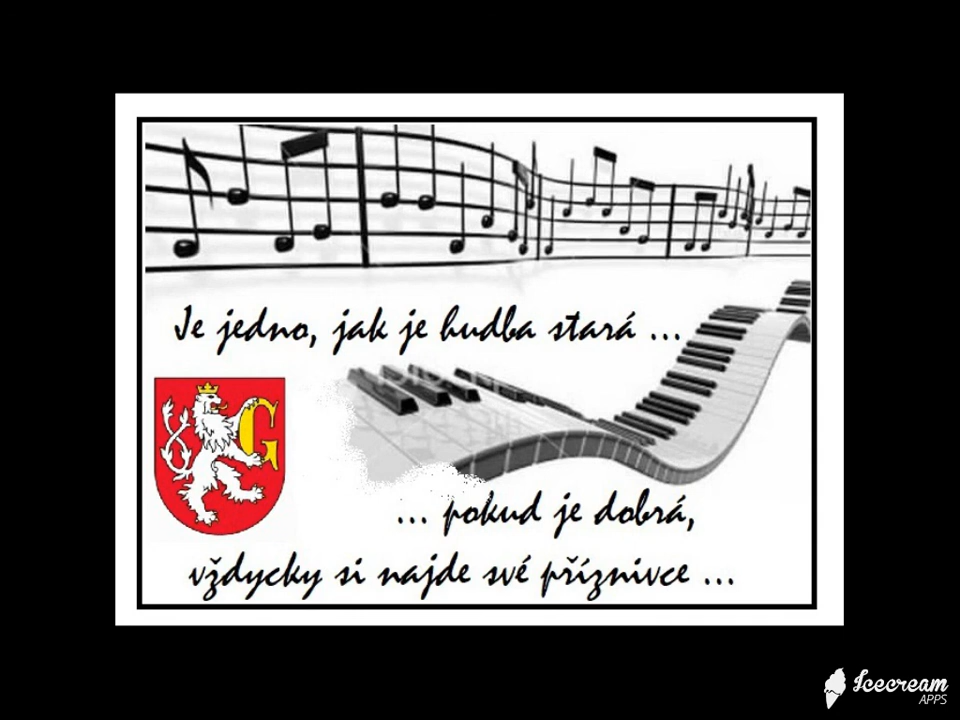 Je jedno, jak je hudba stará ...
G
... pokud je dobrá,
vždycky si najde své příznivce ...
Icecream
APPS